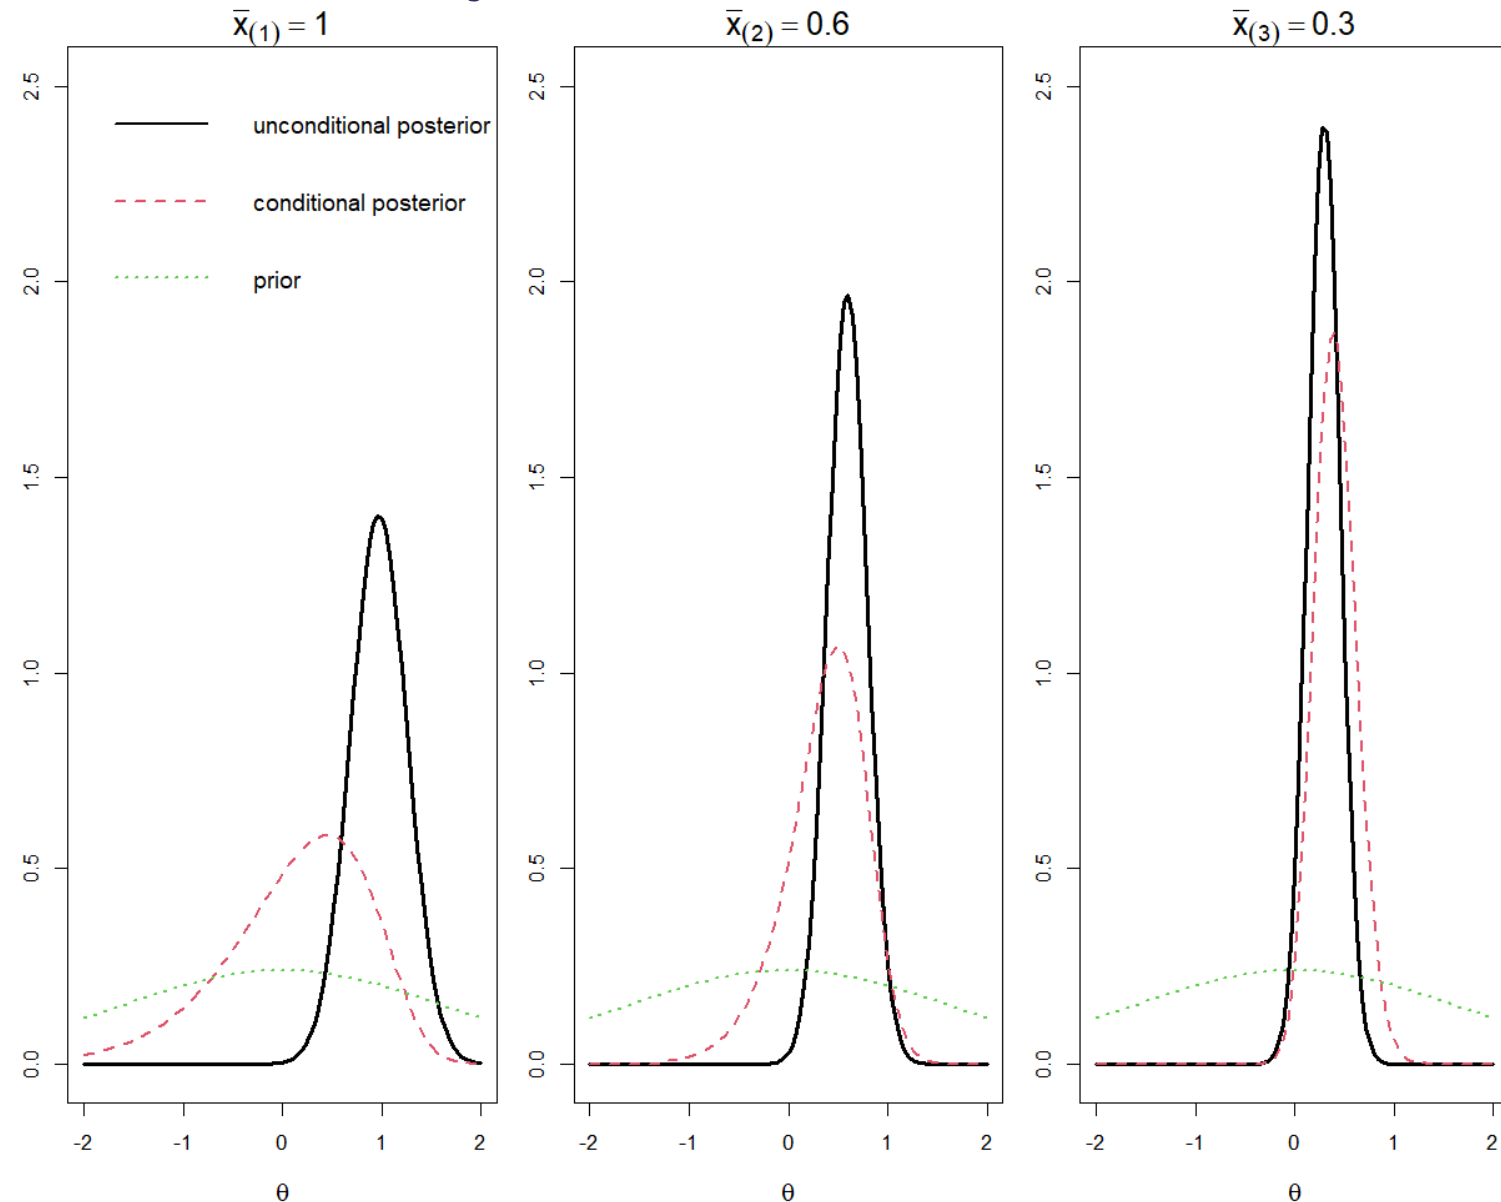 x̄(1) = 1
x̄(2) = 0.6
x̄(3) = 0.3
unconditional posterior
conditional posterior
prior
2.5
2.0
1.5
1.0
0.5
0.0
-2 -1 0 1 2
θ
2.5
2.0
1.5
1.0
0.5
0.0
-2 -1 0 1 2
θ
2.5
2.0
1.5
1.0
0.5
0.0
-2 -1 0 1 2
θ